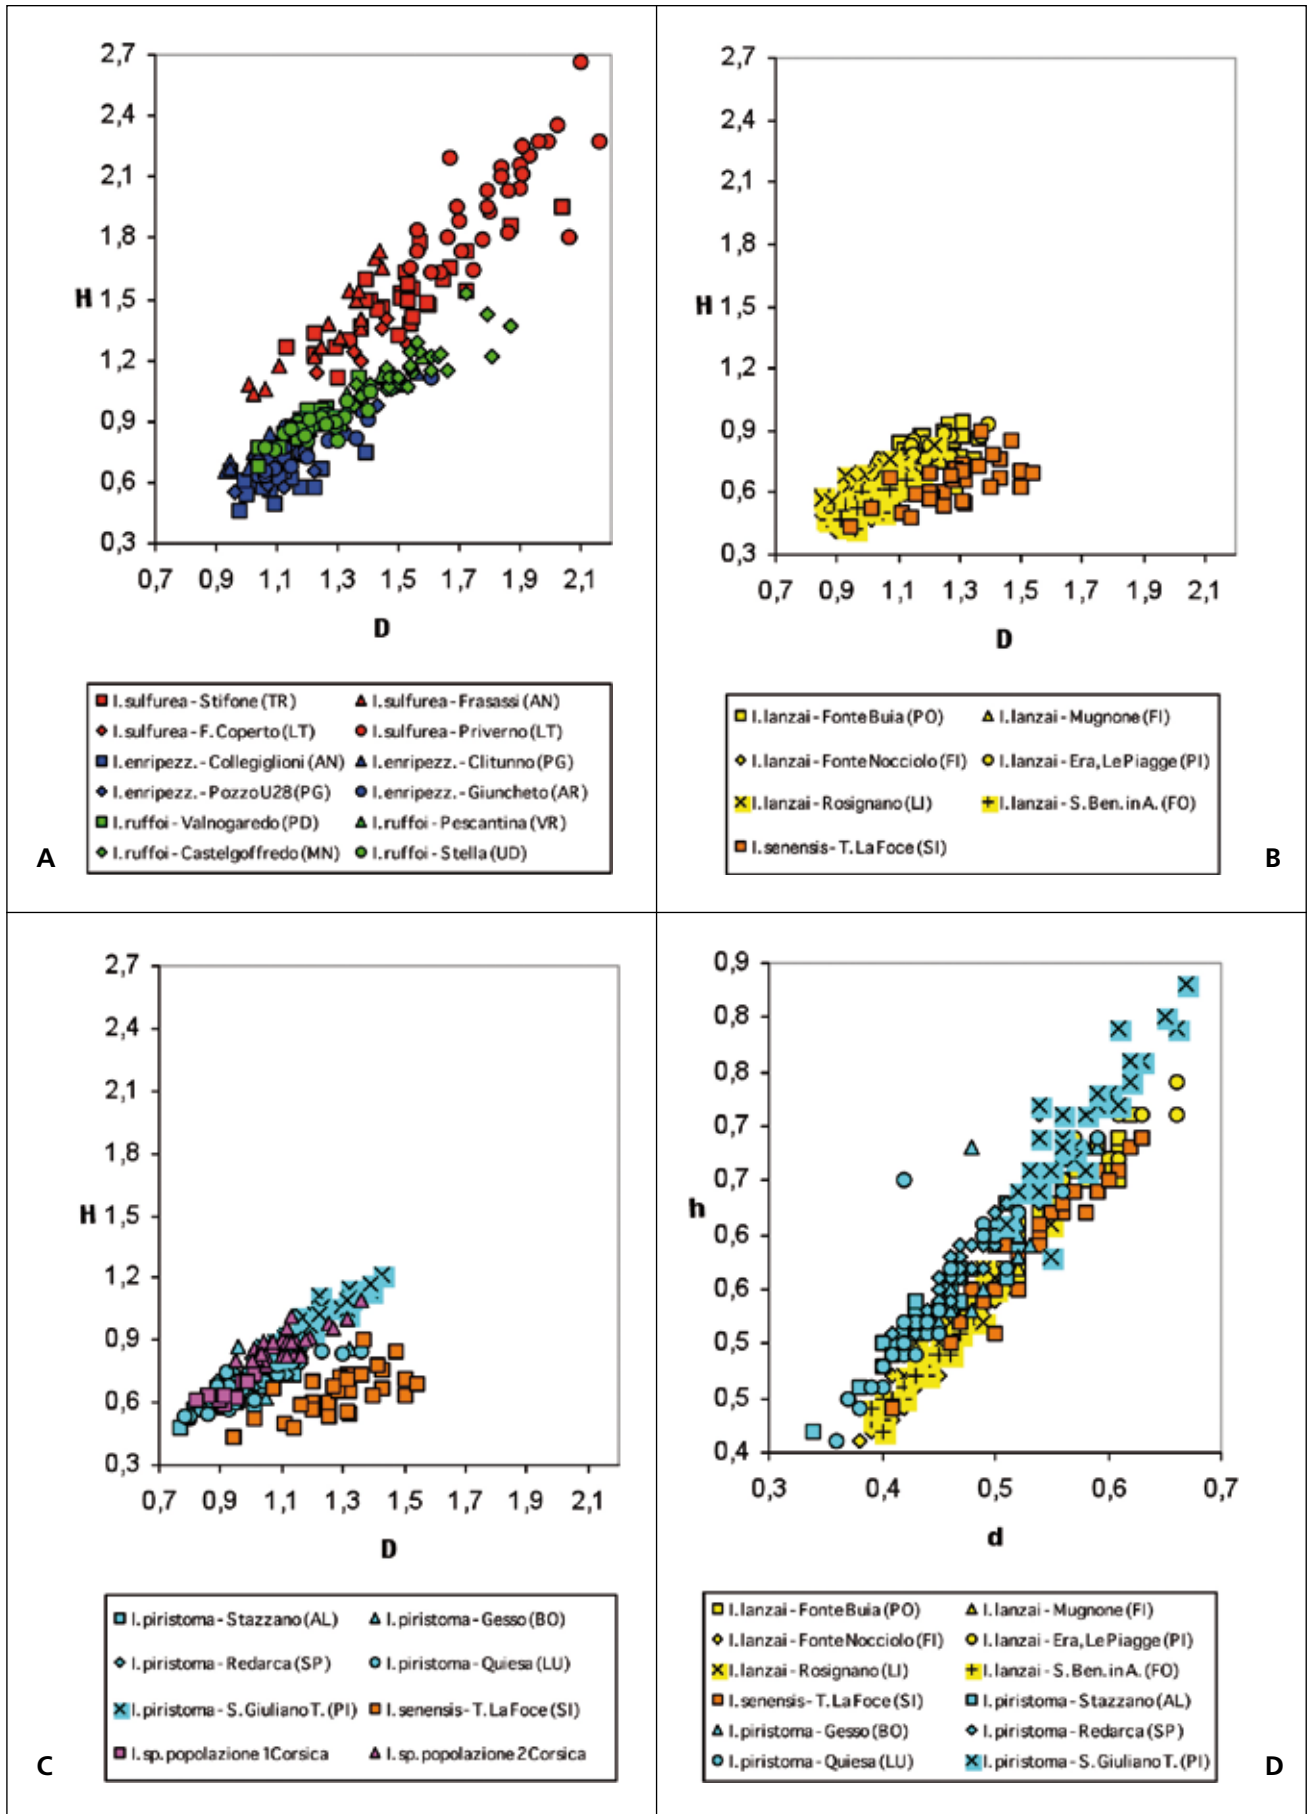 2,7
2,4
2,1
1,8
H 1,5
1,2
0,9
0,6
0,3
0,7 0,9 1,1 1,3 1,5 1,7 1,9 2,1
D
I. sulfurea - Stifone (TR) I. sulfurea - Frasassi (AN)
I. sulfurea - F. Coperto (LT) I. sulfurea - Priverno (LT)
I. enripezz. - Collegiglioni (AN) I. enripezz. - Clitunno (PG)
I. enripezz. - Pozzo U28 (PG) I. enripezz. - Giuncheto (AR)
I. ruffoi - Valnogaredo (PD) I. ruffoi - Pescantina (VR)
I. ruffoi - Castelgoffredo (MN) I. ruffoi - Stella (UD)
A
2,7
2,4
2,1
1,8
H 1,5
1,2
0,9
0,6
0,3
0,7 0,9 1,1 1,3 1,5 1,7 1,9 2,1
D
I. lanzai - Fonte Buia (PO) I. lanzai - Mugnone (FI)
I. lanzai - Fonte Nocciolo (FI) I. lanzai - Era, Le Piagge (PI)
I. lanzai - Rosignano (LI) I. lanzai - S. Ben. in A. (FO)
I. senensis - T. La Foce (SI)
B
2,7
2,4
2,1
1,8
H 1,5
1,2
0,9
0,6
0,3
0,7 0,9 1,1 1,3 1,5 1,7 1,9 2,1
D
I. piristoma - Stazzano (AL) I. piristoma - Gesso (BO)
I. piristoma - Redarca (SP) I. piristoma - Quiesa (LU)
I. piristoma - S. Giuliano T. (PI) I. senensis - T. La Foce (SI)
I. sp. popolazione 1 Corsica I. sp. popolazione 2 Corsica
C
0,9
0,8
0,8
0,7
h 0,7
0,6
0,6
0,5
0,5
0,4
0,3 0,4 0,5 0,6 0,7
d
I. lanzai - Fonte Buia (PO) I. lanzai - Mugnone (FI)
I. lanzai - Fonte Nocciolo (FI) I. lanzai - Era, Le Piagge (PI)
I. lanzai - Rosignano (LI) I. lanzai - S. Ben. in A. (FO)
I. senensis - T. La Foce (SI) I. piristoma - Stazzano (AL)
I. piristoma - Gesso (BO) I. piristoma - Redarca (SP)
I. piristoma - Quiesa (LU) I. piristoma - S. Giuliano T. (PI)
D